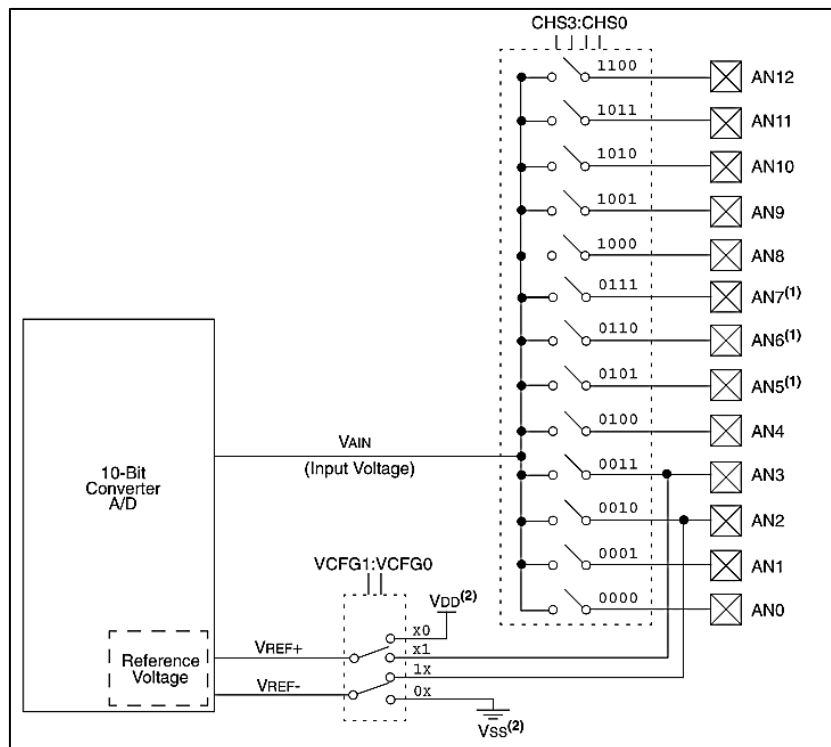 CHS3:CHS0
1100 AN12
1011 AN11
1010 AN10
1001 AN9
1000 AN8
0111 AN7(1)
0110 AN6(1)
0101 AN5(1)
0100 AN4
VAIN
(Input Voltage)
0011 AN3
10-Bit
Converter
A/D
0010 AN2
0001 AN1
VCFG1:VCFG0
0000 AN0
VDD(2)
x0
Reference
Voltage
VREF+
x1
1x
VREF-
0x
VSS(2)